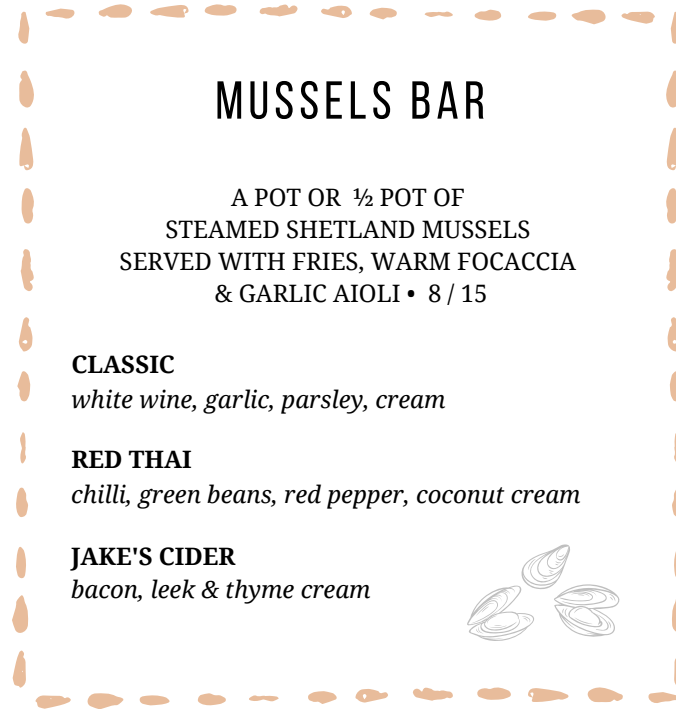 MUSSELS BAR
A POT OR ½ POT OF
STEAMED SHETLAND MUSSELS
SERVED WITH FRIES, WARM FOCACCIA
& GARLIC AIOLI • 8 / 15
CLASSIC
white wine, garlic, parsley, cream
RED THAI
chilli, green beans, red pepper, coconut cream
JAKE'S CIDER
bacon, leek & thyme cream